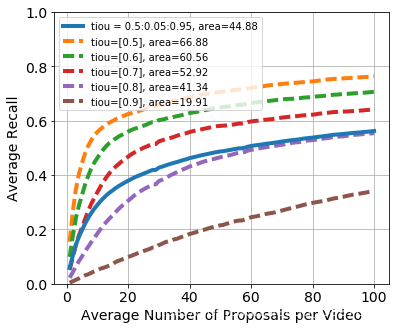 1.0
0.8
0.6
0.4
0.2
0.0
Average Recall
tiou = 0.5:0.05:0.95, area=44.88
tiou=[0.5], area=66.88
tiou=[0.6], area=60.56
tiou=[0.7], area=52.92
tiou=[0.8], area=41.34
tiou=[0.9], area=19.91
0 20 40 60 80 100
Average Number of Proposals per Video